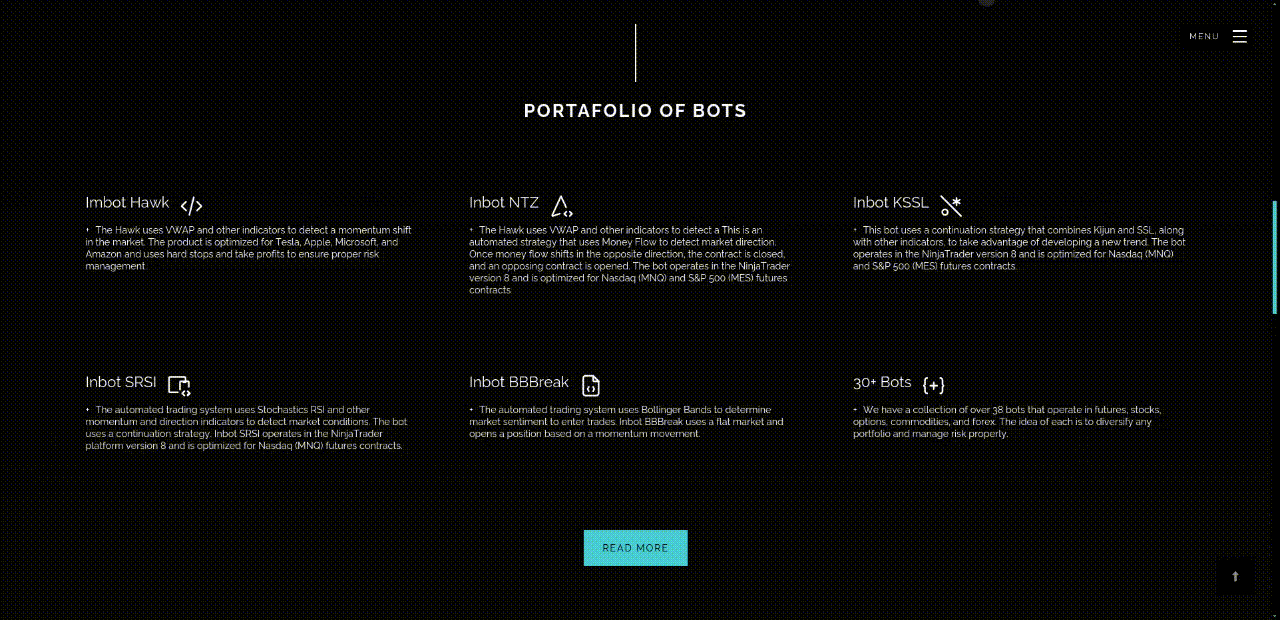 MENU
PORTAFOLIO OF BOTS
Imbot Hawk
+ The Hawk uses VWAP and other indicators to detect a momentum shift
in the market. The product is optimized for Tesla, Apple, Microsoft, and
Amazon and uses hard stops and take profits to ensure proper risk
management.
Inbot NTZ
+ The Hawk uses VWAP and other indicators to detect a This is an
automated strategy that uses Money Flow to detect market direction.
Once money flow shifts in the opposite direction, the contract is closed,
and an opposing contract is opened. The bot operates in the NinjaTrader
version 8 and is optimized for Nasdaq (MNQ) and S&P 500 (MES) futures
contracts
Inbot KSSL
+ This bot uses a continuation strategy that combines Kijun and SSL, along
with other indicators, to take advantage of developing a new trend. The bot
operates in the NinjaTrader version 8 and is optimized for Nasdaq (MNQ)
and S&P 500 (MES) futures contracts.
Inbot SRSI
+ The automated trading system uses Stochastics RSI and other
momentum and direction indicators to detect market conditions. The bot
uses a continuation strategy. Inbot SRSI operates in the NinjaTrader
platform version 8 and is optimized for Nasdaq (MNQ) futures contracts.
Inbot BBBreak
+ The automated trading system uses Bollinger Bands to determine
market sentiment to enter trades. Inbot BBBreak uses a flat market and
opens a position based on a momentum movement.
30+ Bots
+ We have a collection of over 38 bots that operate in futures, stocks,
options, commodities, and forex. The idea of each is to diversify any
portfolio and manage risk properly.
READ MORE